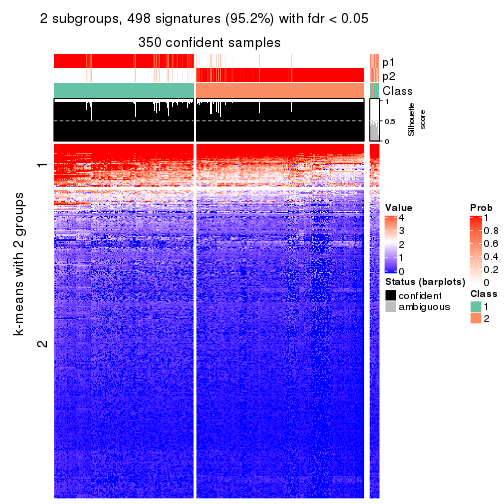 2 subgroups, 498 signatures (95.2%) with fdr < 0.05
350 confident samples
p1
p2
Class
1
0.5
0
Silhouette
score
k-means with 2 groups
1
2
Value
4
3
2
1
0
Prob
1
0.8
0.6
0.4
0.2
0
Status (barplots)
confident
ambiguous
Class
1
2